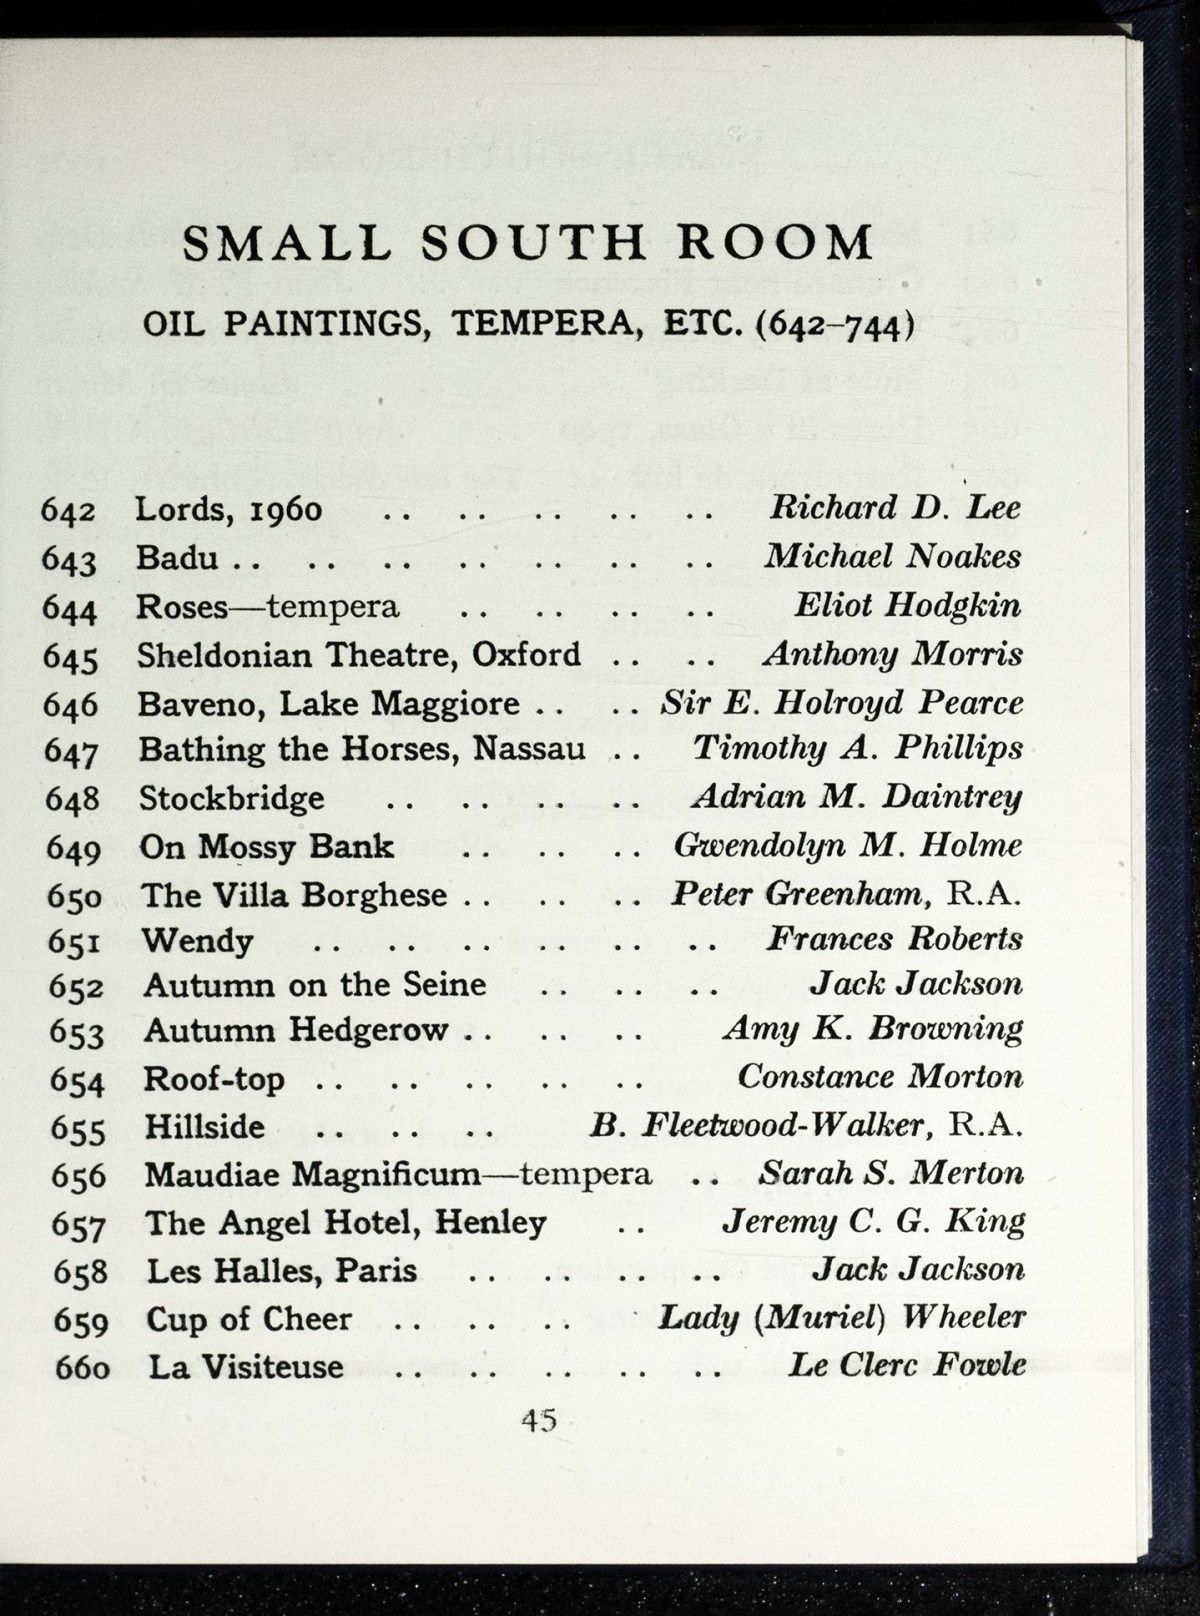 SMALL SOUTH ROOM
OIL PAINTINGS, TEMPERA, ETC. (642–744)
642 Lords, 1960 .. .. .. .. .. Richard D. Lee
643 Badu .. .. .. .. .. .. .. Michael Noakes
644 Roses—tempera .. .. .. .. Eliot Hodgkin
645 Sheldonian Theatre, Oxford .. .. Anthony Morris
646 Baveno, Lake Maggiore .. .. Sir E. Holroyd Pearce
647 Bathing the Horses, Nassau .. Timothy A. Phillips
648 Stockbridge .. .. .. .. Adrian M. Daintrey
649 On Mossy Bank .. .. .. Gwendolyn M. Holme
650 The Villa Borghese .. .. .. Peter Greenham, R.A.
651 Wendy .. .. .. .. .. .. Frances Roberts
652 Autumn on the Seine .. .. .. Jack Jackson
653 Autumn Hedgerow .. .. .. Amy K. Browning
654 Roof-top .. .. .. .. .. Constance Morton
655 Hillside .. .. .. B. Fleetwood-Walker, R.A.
656 Maudiae Magnificum—tempera .. Sarah S. Merton
657 The Angel Hotel, Henley .. Jeremy C. G. King
658 Les Halles, Paris .. .. .. .. Jack Jackson
659 Cup of Cheer .. .. .. Lady (Muriel) Wheeler
660 La Visiteuse .. .. .. .. .. Le Clerc Fowle
45